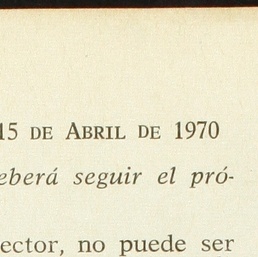 15 DE ABRIL DE 1970
eberá seguir el pró-
ector, no puede ser